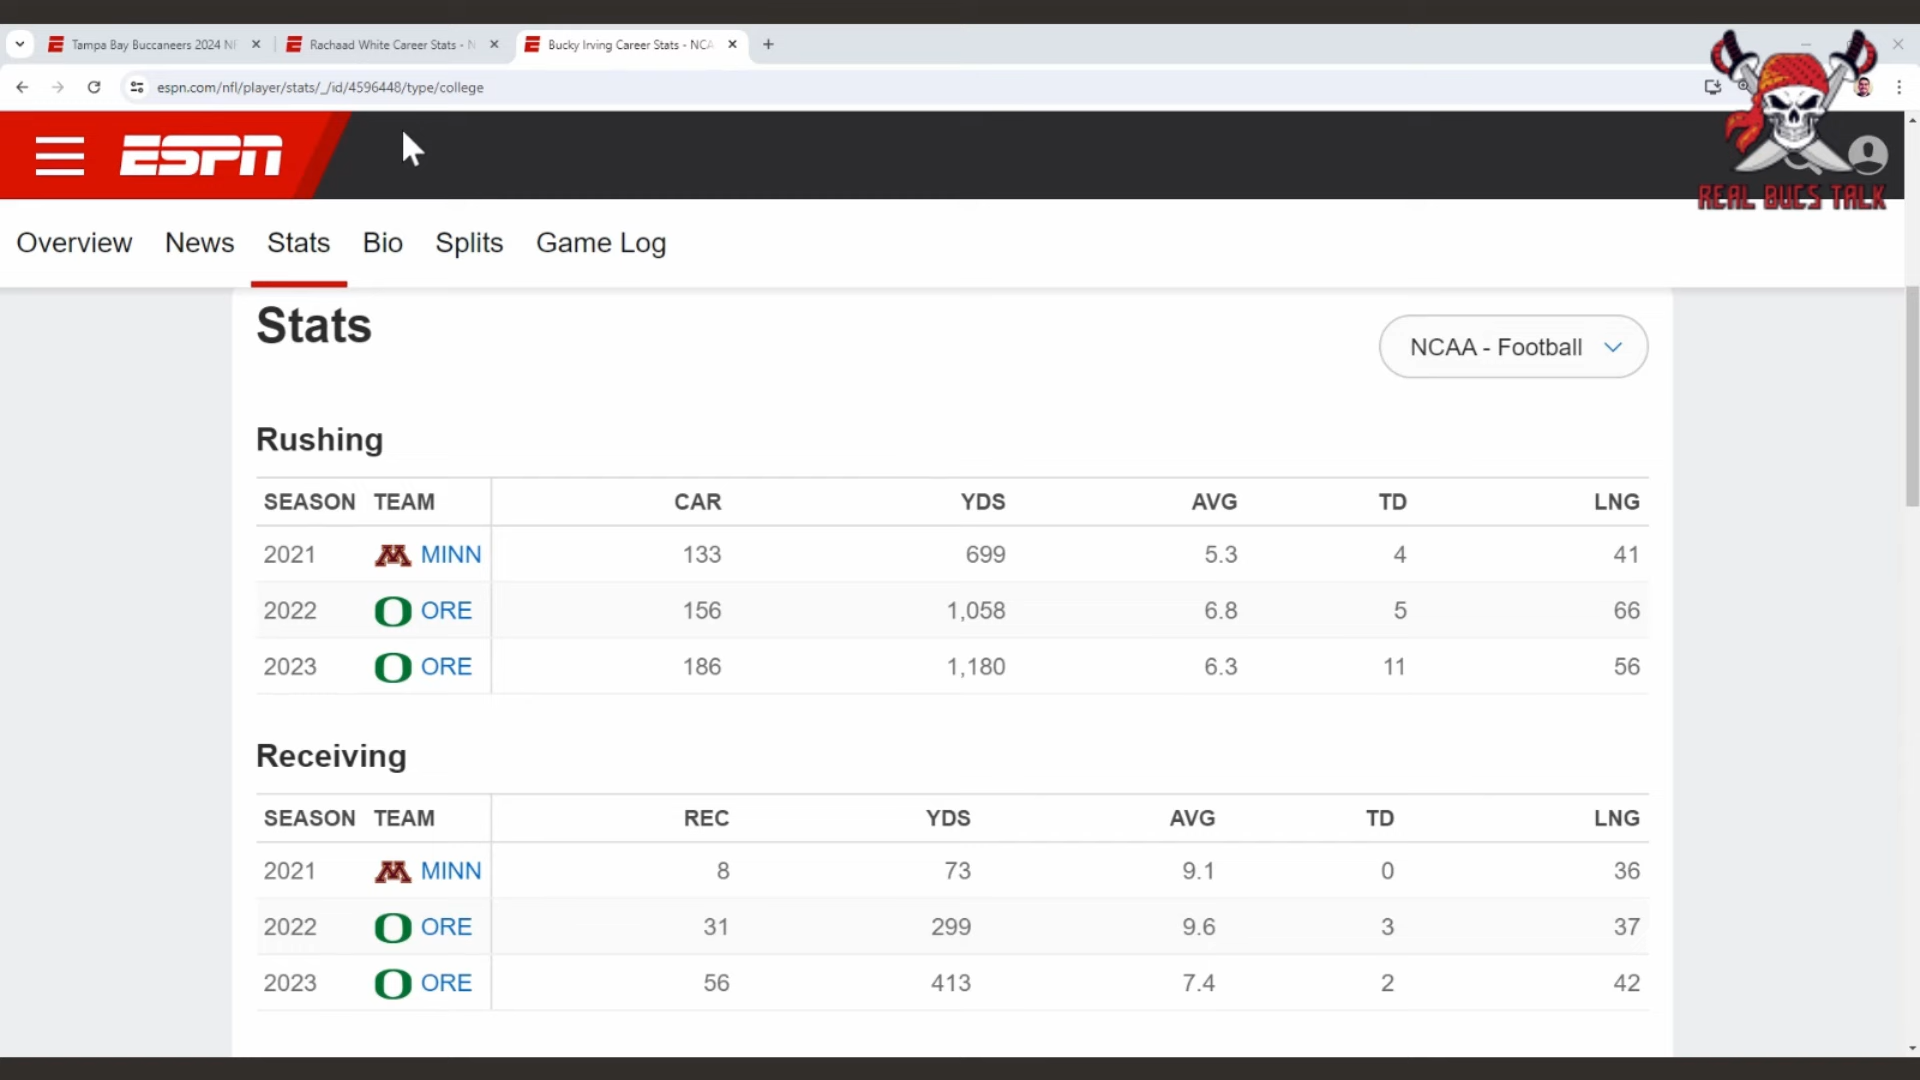 Tampa Bay Buccaneers 2024 NF
Rachaad White Career Stats - N
Bucky Irving Career Stats - NCA
espn.com/nfl/player/stats/_/id/4596448/type/college
ESPN
REAL BUCS TALK
Overview News Stats Bio Splits Game Log
Stats
NCAA - Football
Rushing
SEASON TEAM CAR YDS AVG TD LNG
2021 MINN 133 699 5.3 4 41
2022 ORE 156 1,058 6.8 5 66
2023 ORE 186 1,180 6.3 11 56
Receiving
SEASON TEAM REC YDS AVG TD LNG
2021 MINN 8 73 9.1 0 36
2022 ORE 31 299 9.6 3 37
2023 ORE 56 413 7.4 2 42